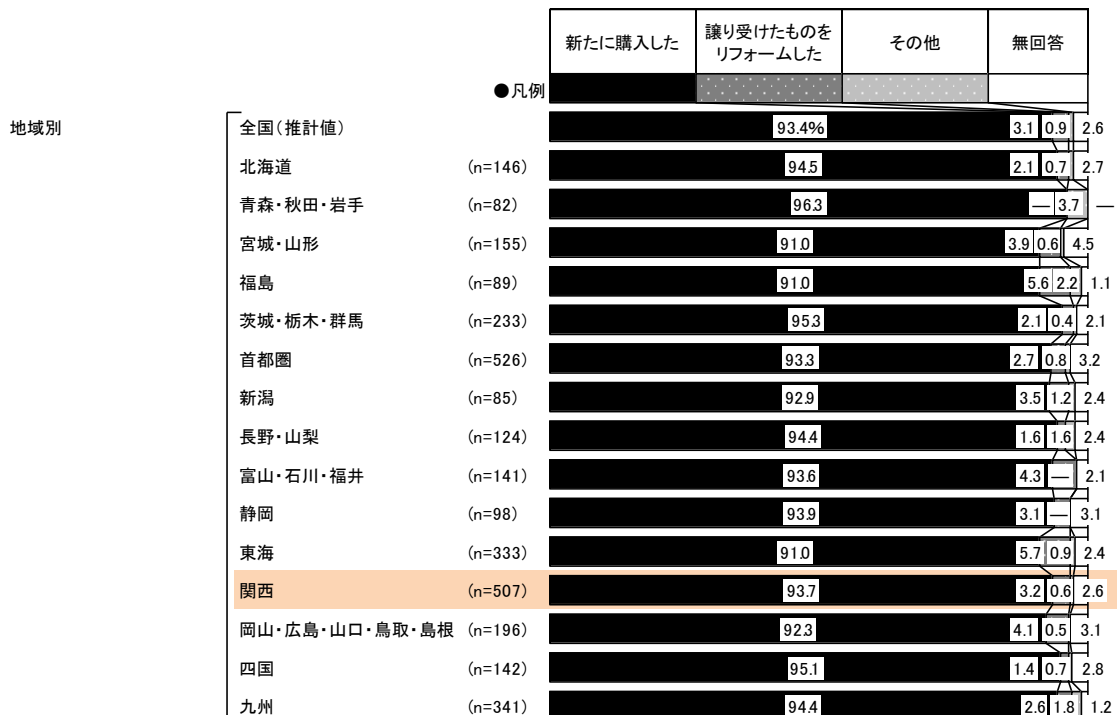 新たに購入した 譲り受けたものを リフォームした その他 無回答
●凡例
地域別
全国(推計値) 93.4% 3.1 0.9 2.6
北海道 (n=146) 94.5 2.1 0.7 2.7
青森・秋田・岩手 (n=82) 96.3 ― 3.7 ―
宮城・山形 (n=155) 91.0 3.9 0.6 4.5
福島 (n=89) 91.0 5.6 2.2 1.1
茨城・栃木・群馬 (n=233) 95.3 2.1 0.4 2.1
首都圏 (n=526) 93.3 2.7 0.8 3.2
新潟 (n=85) 92.9 3.5 1.2 2.4
長野・山梨 (n=124) 94.4 1.6 1.6 2.4
富山・石川・福井 (n=141) 93.6 4.3 ― 2.1
静岡 (n=98) 93.9 3.1 ― 3.1
東海 (n=333) 91.0 5.7 0.9 2.4
関西 (n=507) 93.7 3.2 0.6 2.6
岡山・広島・山口・鳥取・島根 (n=196) 92.3 4.1 0.5 3.1
四国 (n=142) 95.1 1.4 0.7 2.8
九州 (n=341) 94.4 2.6 1.8 1.2